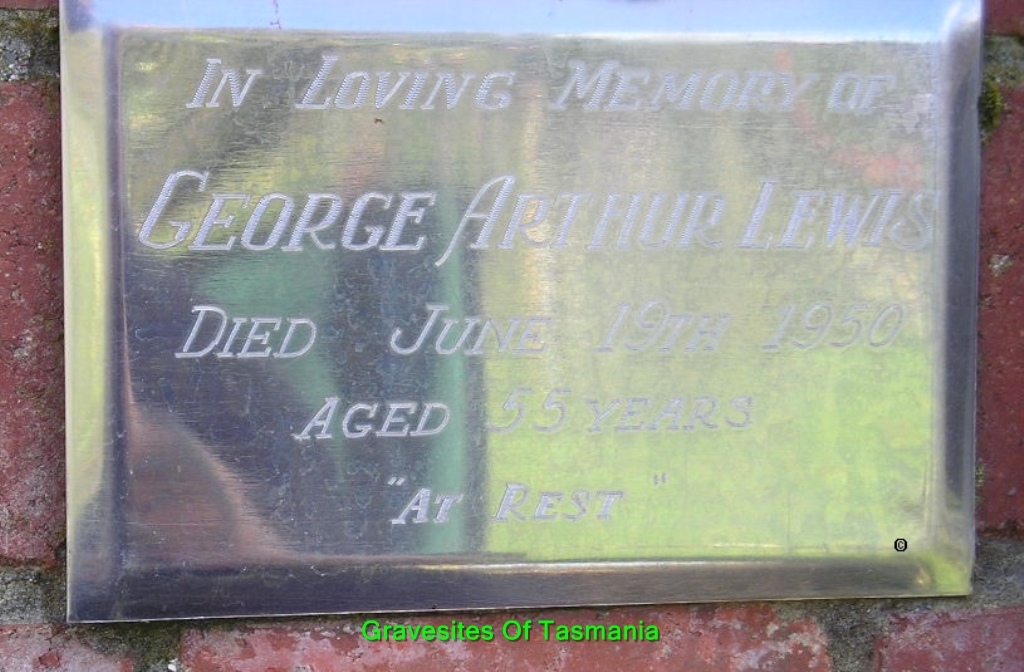 In Loving Memory of
George Arthur Lewis
Died June 19th 1950
Aged 55 years
"At Rest"
©
Gravesites Of Tasmania